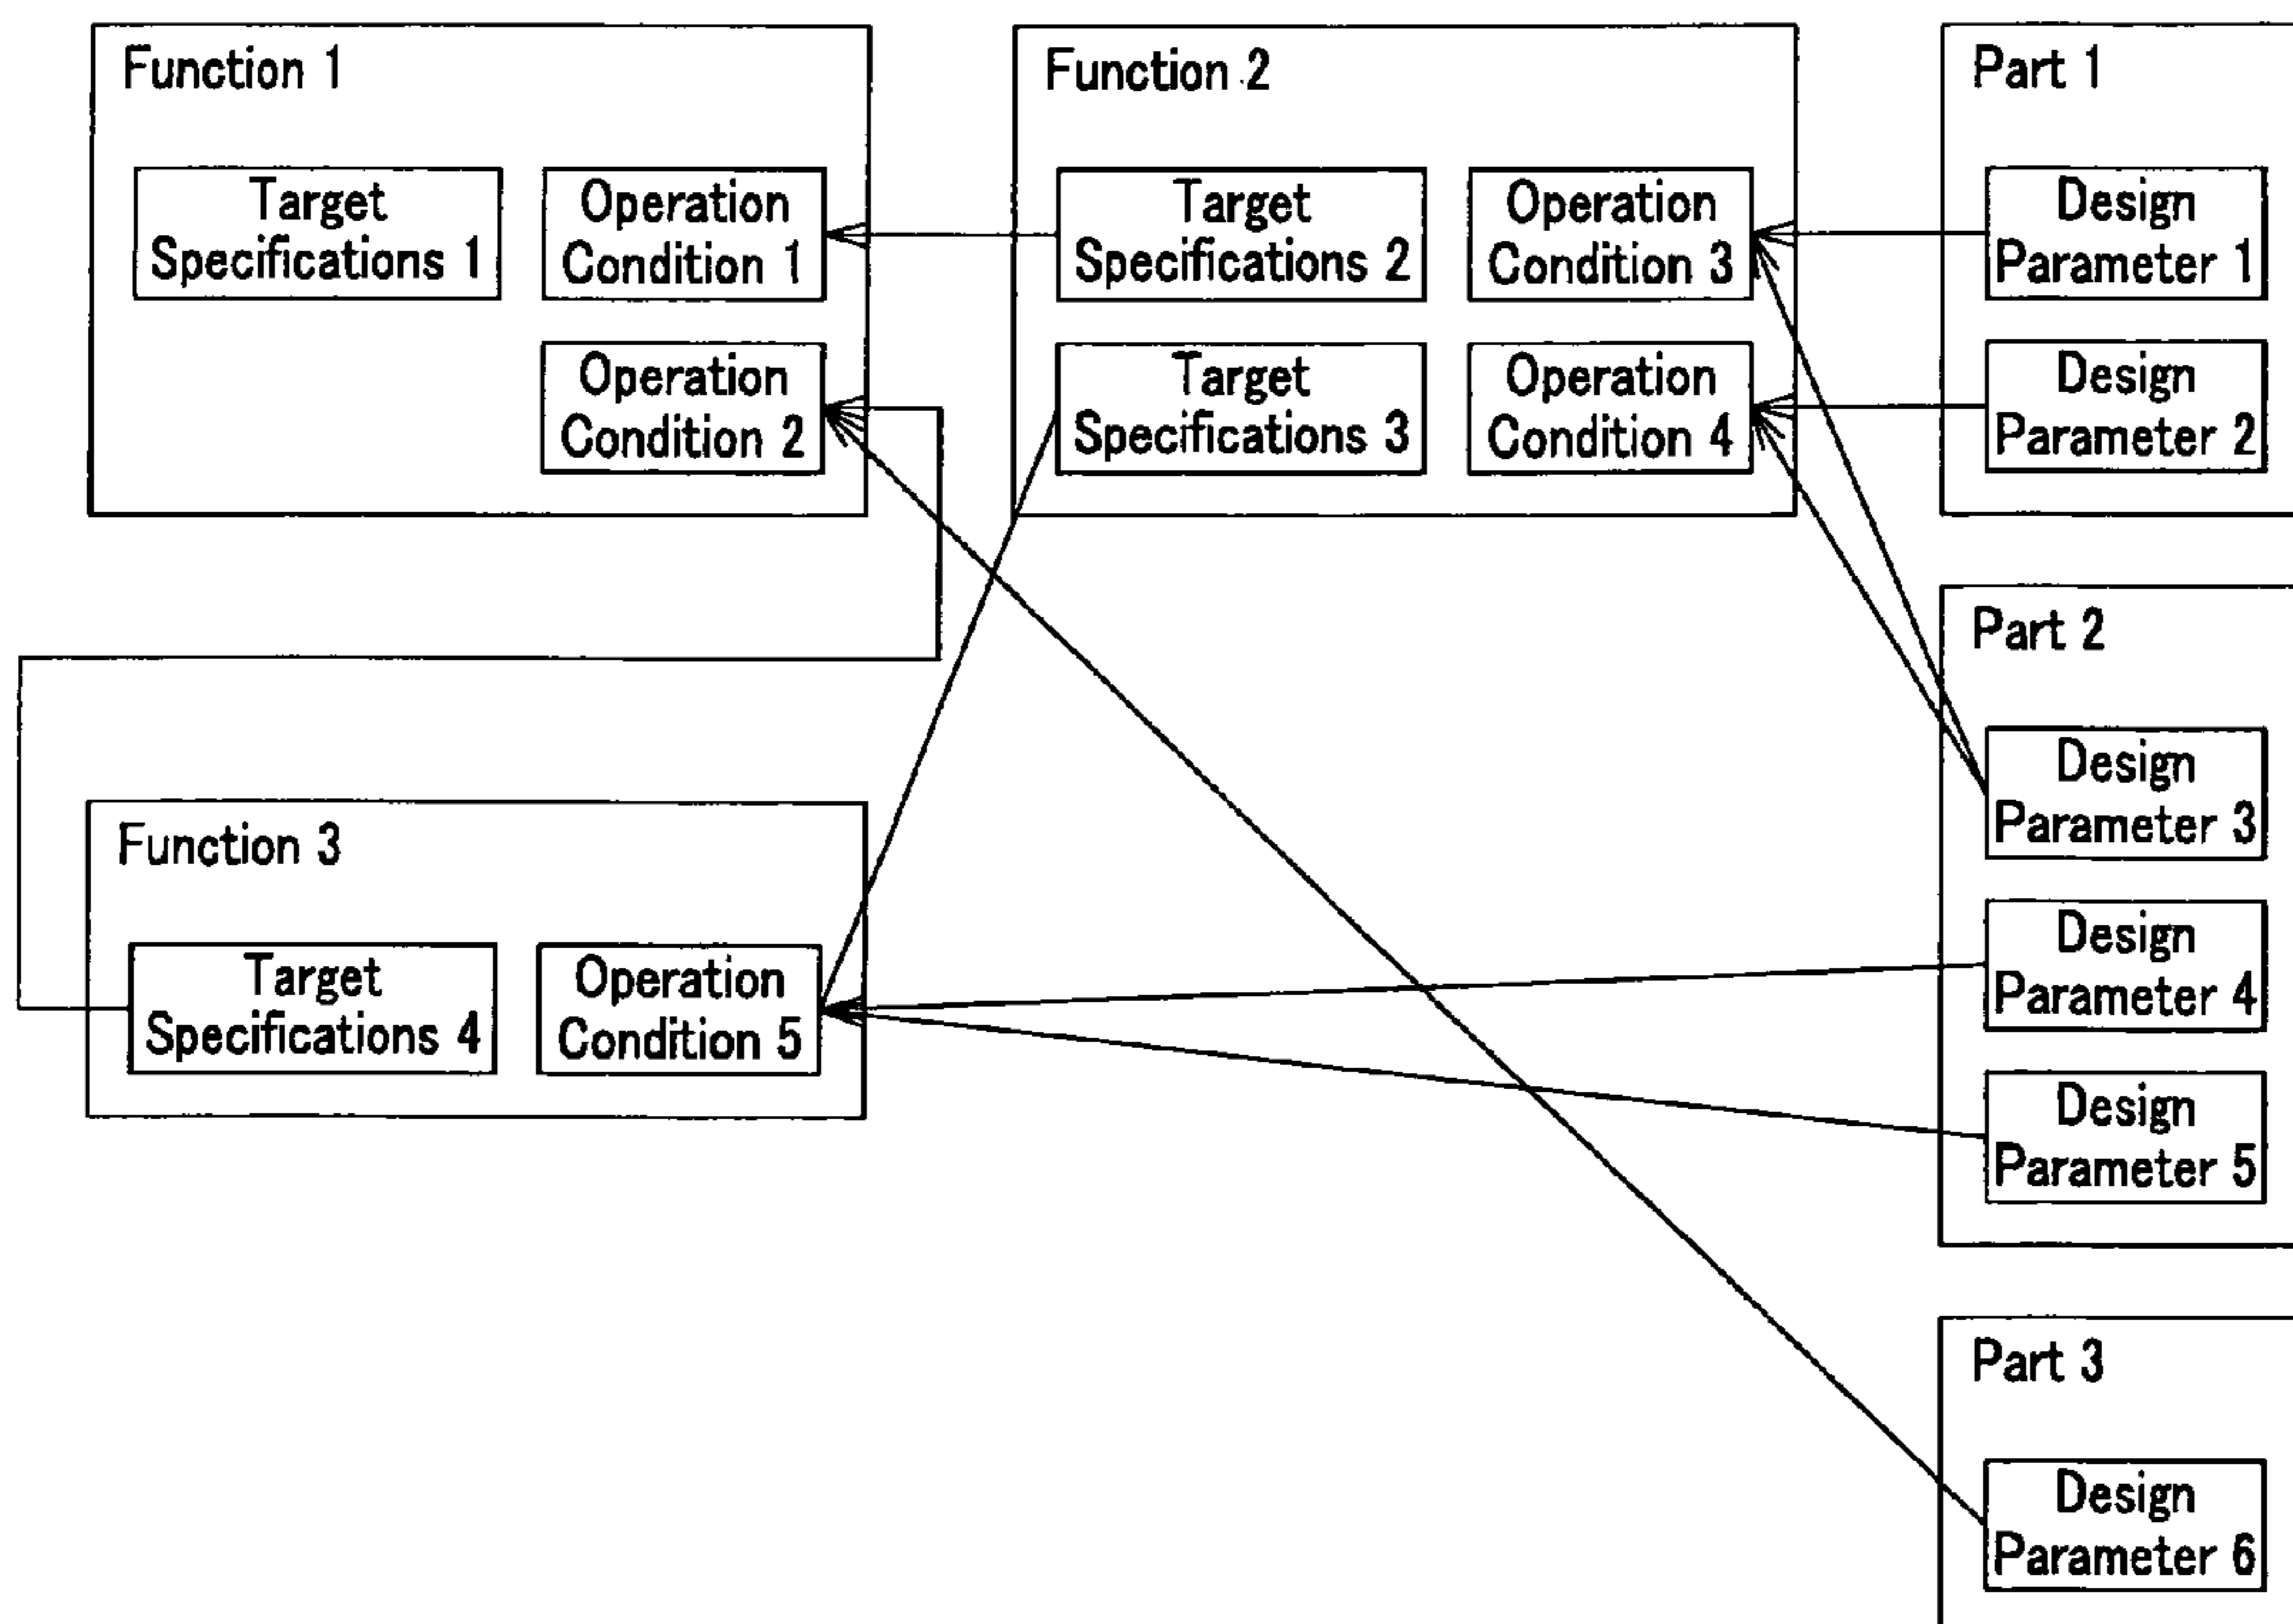 Function 1
Target
Specifications 1
Operation
Condition 1
Operation
Condition 2
Function 2
Target
Specifications 2
Operation
Condition 3
Target
Specifications 3
Operation
Condition 4
Part 1
Design
Parameter 1
Design
Parameter 2
Function 3
Target
Specifications 4
Operation
Condition 5
Part 2
Design
Parameter 3
Design
Parameter 4
Design
Parameter 5
Part 3
Design
Parameter 6